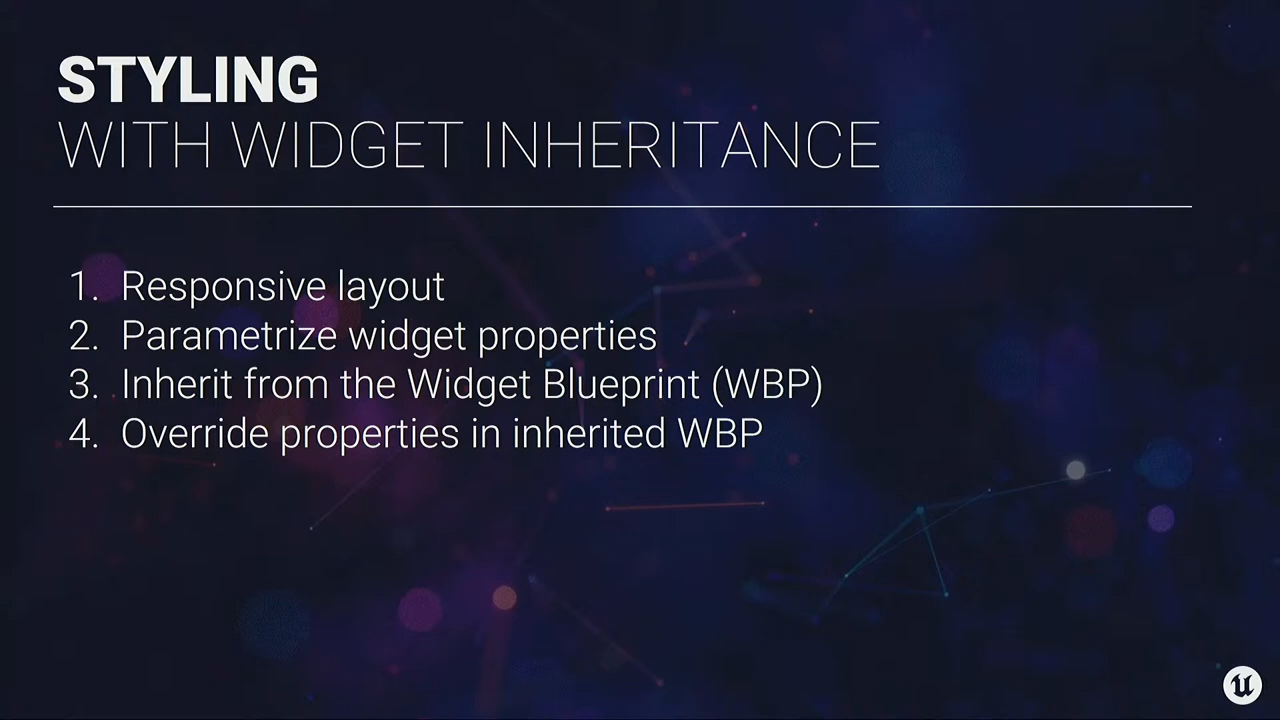 STYLING
WITH WIDGET INHERITANCE
1. Responsive layout
2. Parametrize widget properties
3. Inherit from the Widget Blueprint (WBP)
4. Override properties in inherited WBP